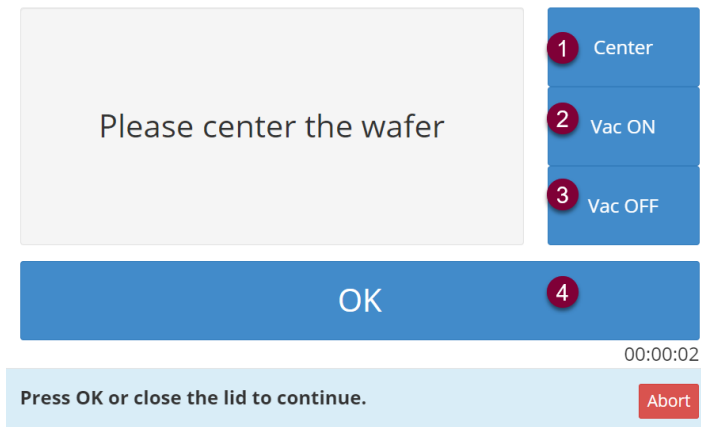 Please center the wafer
1 Center
2 Vac ON
3 Vac OFF
OK 4
00:00:02
Press OK or close the lid to continue.
Abort